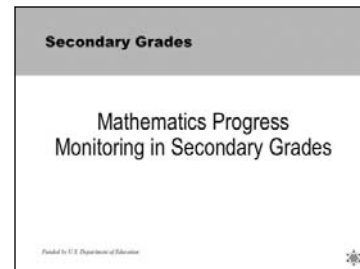 Secondary Grades
Mathematics Progress
Monitoring in Secondary Grades
Funded by U.S. Department of Education